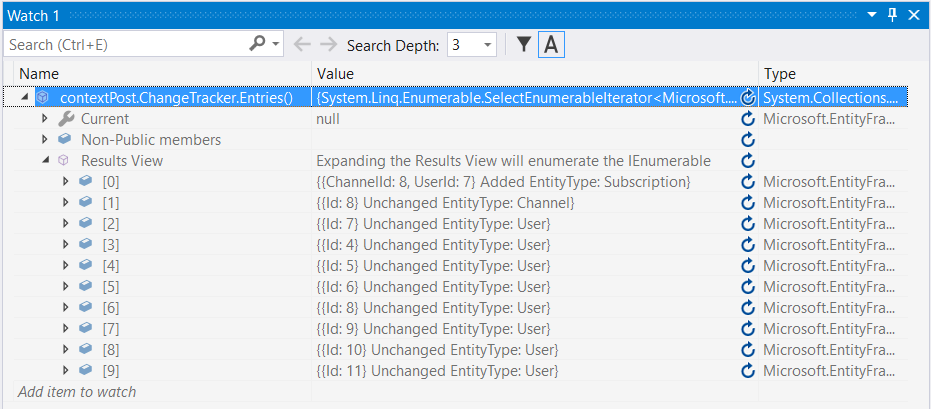 Watch 1
Search (Ctrl+E) Search Depth: 3 A
Name Value Type
contextPost.ChangeTracker.Entries() {System.Linq.Enumerable.SelectEnumerableIterator<Microsoft.... System.Collections....
Current null Microsoft.EntityFra...
Non-Public members
Results View Expanding the Results View will enumerate the IEnumerable
[0] {{ChannelId: 8, UserId: 7} Added EntityType: Subscription} Microsoft.EntityFra...
[1] {{Id: 8} Unchanged EntityType: Channel} Microsoft.EntityFra...
[2] {{Id: 7} Unchanged EntityType: User} Microsoft.EntityFra...
[3] {{Id: 4} Unchanged EntityType: User} Microsoft.EntityFra...
[4] {{Id: 5} Unchanged EntityType: User} Microsoft.EntityFra...
[5] {{Id: 6} Unchanged EntityType: User} Microsoft.EntityFra...
[6] {{Id: 8} Unchanged EntityType: User} Microsoft.EntityFra...
[7] {{Id: 9} Unchanged EntityType: User} Microsoft.EntityFra...
[8] {{Id: 10} Unchanged EntityType: User} Microsoft.EntityFra...
[9] {{Id: 11} Unchanged EntityType: User} Microsoft.EntityFra...
Add item to watch